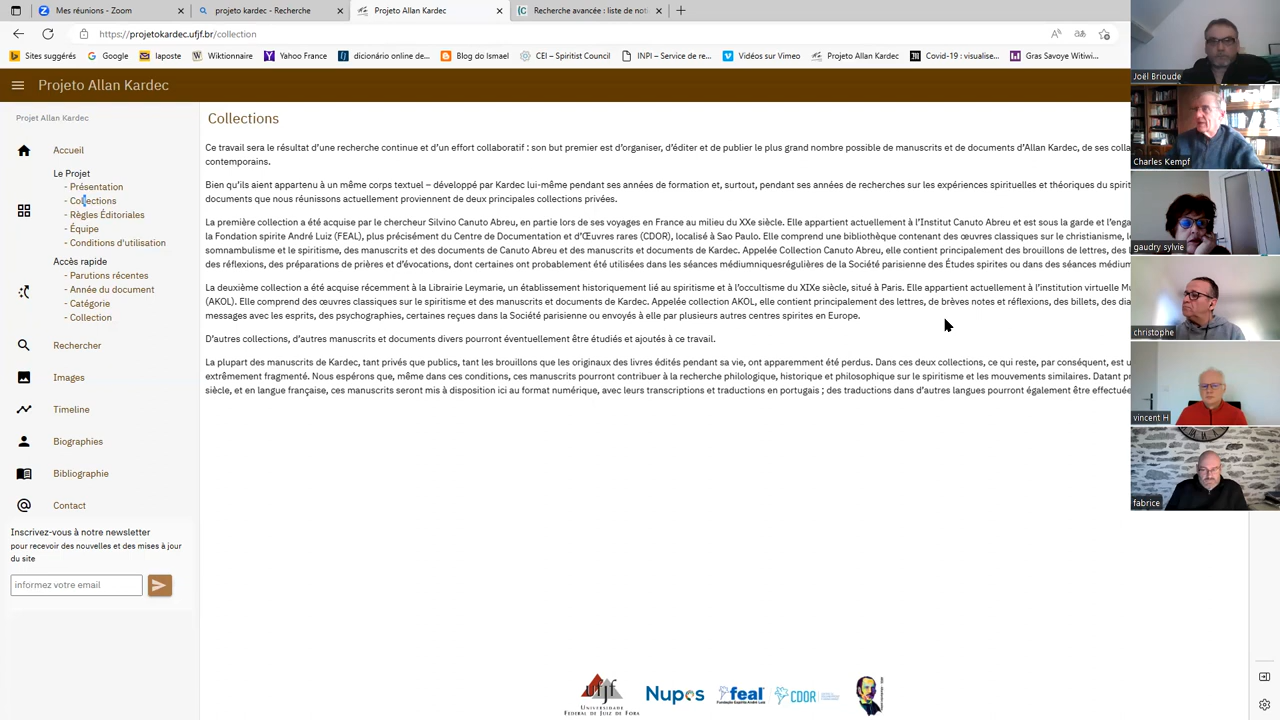 Mes réunions - Zoom
projeto kardec - Recherche
Projeto Allan Kardec
Recherche avancée : liste de not
https://projetokardec.ufjf.br/collection
Sites suggérés
Google
laposte
Wiktionnaire
Yahoo France
dicionário online de...
Blog do Ismael
CEI – Spiritist Council
INPI – Service de re...
Vidéos sur Vimeo
Projeto Allan Kardec
Covid-19 : visualise...
Gras Savoye Witiwi...
Projeto Allan Kardec
Projet Allan Kardec
Accueil
Le Projet
- Présentation
- Collections
- Règles Éditoriales
- Équipe
- Conditions d'utilisation
Accès rapide
- Parutions récentes
- Année du document
- Catégorie
- Collection
Rechercher
Images
Timeline
Biographies
Bibliographie
Contact
Inscrivez-vous à notre newsletter
pour recevoir des nouvelles et des mises à jour
du site
informez votre email
Collections
Ce travail sera le résultat d'une recherche continue et d'un effort collaboratif : son but premier est d'organiser, d'éditer et de publier le plus grand nombre possible de manuscrits et de documents d'Allan Kardec, de ses colla
contemporains.
Bien qu'ils aient appartenu à un même corps textuel – développé par Kardec lui-même pendant ses années de formation et, surtout, pendant ses années de recherches sur les expériences spirituelles et théoriques du spirit
documents que nous réunissons actuellement proviennent de deux principales collections privées.
La première collection a été acquise par le chercheur Silvino Canuto Abreu, en partie lors de ses voyages en France au milieu du XXe siècle. Elle appartient actuellement à l'Institut Canuto Abreu et est sous la garde et l'enga
la Fondation spirite André Luiz (FEAL), plus précisément du Centre de Documentation et d'Œuvres rares (CDOR), localisé à Sao Paulo. Elle comprend une bibliothèque contenant des œuvres classiques sur le christianisme, le
somnambulisme et le spiritisme, des manuscrits et des documents de Canuto Abreu et des manuscrits et documents de Kardec. Appelée Collection Canuto Abreu, elle contient principalement des brouillons de lettres, des l
des réflexions, des préparations de prières et d'évocations, dont certaines ont probablement été utilisées dans les séances médiumniquesrégulières de la Société parisienne des Études spirites ou dans des séances médium
La deuxième collection a été acquise récemment à la Librairie Leymarie, un établissement historiquement lié au spiritisme et à l'occultisme du XIXe siècle, situé à Paris. Elle appartient actuellement à l'institution virtuelle Mu
(AKOL). Elle comprend des œuvres classiques sur le spiritisme et des manuscrits et documents de Kardec. Appelée collection AKOL, elle contient principalement des lettres, de brèves notes et réflexions, des billets, des dia
messages avec les esprits, des psychographies, certaines reçues dans la Société parisienne ou envoyés à elle par plusieurs autres centres spirites en Europe.
D'autres collections, d'autres manuscrits et documents divers pourront éventuellement être étudiés et ajoutés à ce travail.
La plupart des manuscrits de Kardec, tant privés que publics, tant les brouillons que les originaux des livres édités pendant sa vie, ont apparemment été perdus. Dans ces deux collections, ce qui reste, par conséquent, est u
extrêmement fragmenté. Nous espérons que, même dans ces conditions, ces manuscrits pourront contribuer à la recherche philologique, historique et philosophique sur le spiritisme et les mouvements similaires. Datant pr
siècle, et en langue française, ces manuscrits seront mis à disposition ici au format numérique, avec leurs transcriptions et traductions en portugais ; des traductions dans d'autres langues pourront également être effectuée
ufjf
UNIVERSIDADE
FEDERAL DE JUIZ DE FORA
Nupes
feal
Fundação Espírita André Luiz
CDOR
Joël Brioude
Charles Kempf
gaudry sylvie
christophe
vincent H
fabrice